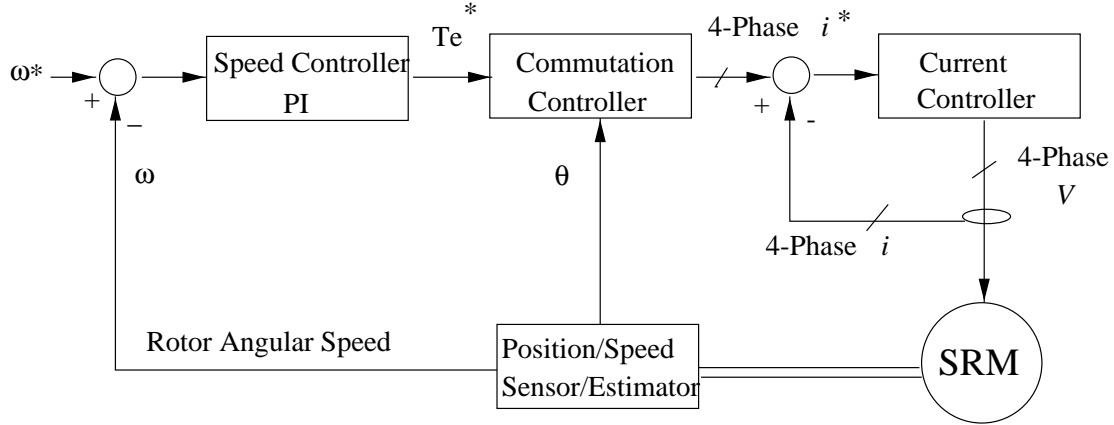 ω*
+
−
ω
Speed Controller
PI
Te*
Commutation
Controller
θ
4-Phase i*
+
-
Current
Controller
4-Phase
V
4-Phase i
Rotor Angular Speed
Position/Speed
Sensor/Estimator
SRM